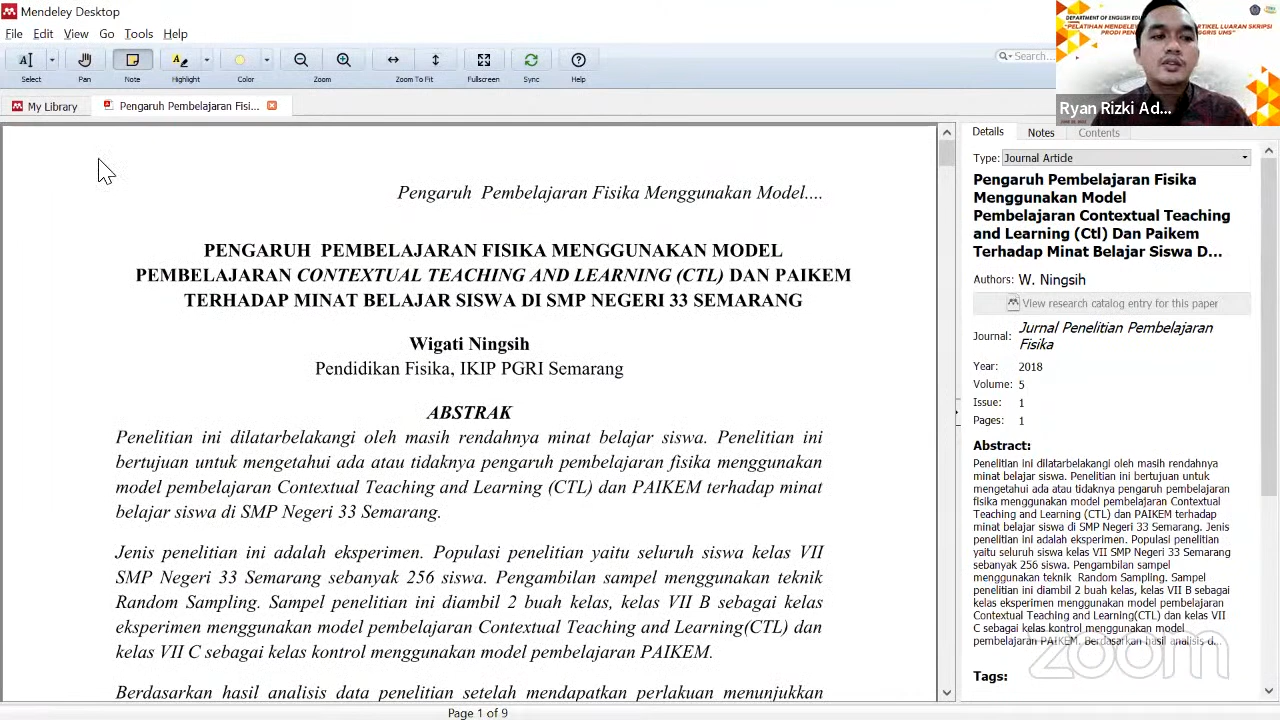 Mendeley Desktop
File Edit View Go Tools Help
Select Pan Note Highlight Color Zoom Zoom To Fit Fullscreen Sync Help
Search...
My Library
Pengaruh Pembelajaran Fisi...
Pengaruh Pembelajaran Fisika Menggunakan Model....
PENGARUH PEMBELAJARAN FISIKA MENGGUNAKAN MODEL
PEMBELAJARAN CONTEXTUAL TEACHING AND LEARNING (CTL) DAN PAIKEM
TERHADAP MINAT BELAJAR SISWA DI SMP NEGERI 33 SEMARANG
Wigati Ningsih
Pendidikan Fisika, IKIP PGRI Semarang
ABSTRAK
Penelitian ini dilatarbelakangi oleh masih rendahnya minat belajar siswa. Penelitian ini
bertujuan untuk mengetahui ada atau tidaknya pengaruh pembelajaran fisika menggunakan
model pembelajaran Contextual Teaching and Learning (CTL) dan PAIKEM terhadap minat
belajar siswa di SMP Negeri 33 Semarang.
Jenis penelitian ini adalah eksperimen. Populasi penelitian yaitu seluruh siswa kelas VII
SMP Negeri 33 Semarang sebanyak 256 siswa. Pengambilan sampel menggunakan teknik
Random Sampling. Sampel penelitian ini diambil 2 buah kelas, kelas VII B sebagai kelas
eksperimen menggunakan model pembelajaran Contextual Teaching and Learning(CTL) dan
kelas VII C sebagai kelas kontrol menggunakan model pembelajaran PAIKEM.
Berdasarkan hasil analisis data penelitian setelah mendapatkan perlakuan menunjukkan
Page 1 of 9
DEPARTMENT OF ENGLISH
"PELATIHAN MENDELEY
ARTIKEL LUARAN SKRIPSI
PRODI
UMS"
Ryan Rizki Ad...
Details Notes Contents
Type: Journal Article
Pengaruh Pembelajaran Fisika
Menggunakan Model
Pembelajaran Contextual Teaching
and Learning (Ctl) Dan Paikem
Terhadap Minat Belajar Siswa D...
Authors: W. Ningsih
View research catalog entry for this paper
Journal: Jurnal Penelitian Pembelajaran
Fisika
Year: 2018
Volume: 5
Issue: 1
Pages: 1
Abstract:
Penelitian ini dilatarbelakangi oleh masih rendahnya
minat belajar siswa. Penelitian ini bertujuan untuk
mengetahui ada atau tidaknya pengaruh pembelajaran
fisika menggunakan model pembelajaran Contextual
Teaching and Learning (CTL) dan PAIKEM terhadap
minat belajar siswa di SMP Negeri 33 Semarang. Jenis
penelitian ini adalah eksperimen. Populasi penelitian
yaitu seluruh siswa kelas VII SMP Negeri 33 Semarang
sebanyak 256 siswa. Pengambilan sampel
menggunakan teknik Random Sampling. Sampel
penelitian ini diambil 2 buah kelas, kelas VII B sebagai
kelas eksperimen menggunakan model pembelajaran
Contextual Teaching and Learning(CTL) dan kelas VII
C sebagai kelas kontrol menggunakan model
pembelajaran PAIKEM. Berdasarkan hasil analisis d...
zoom
Tags: